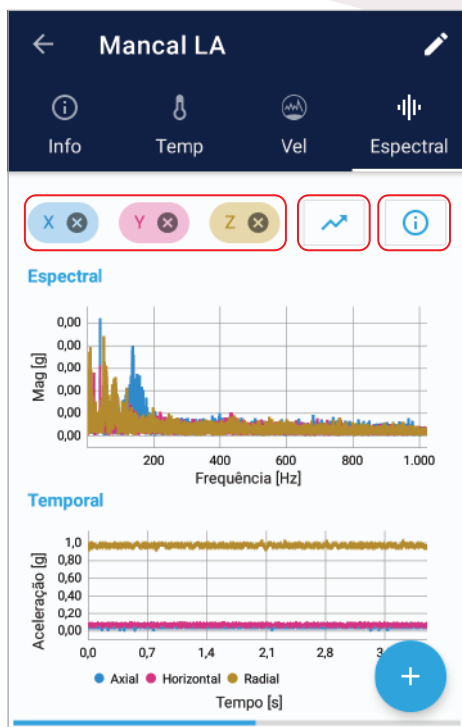 Mancal LA
Info Temp Vel Espectral
X Y Z
Espectral
0,00
0,00
0,00
0,00
0,00
0,00
Mag [g]
200 400 600 800 1.000
Frequência [Hz]
Temporal
1,0
0,80
0,60
0,40
0,20
0,00
Aceleração [g]
0,0 0,7 1,4 2,1 2,8
Axial Horizontal Radial
Tempo [s]